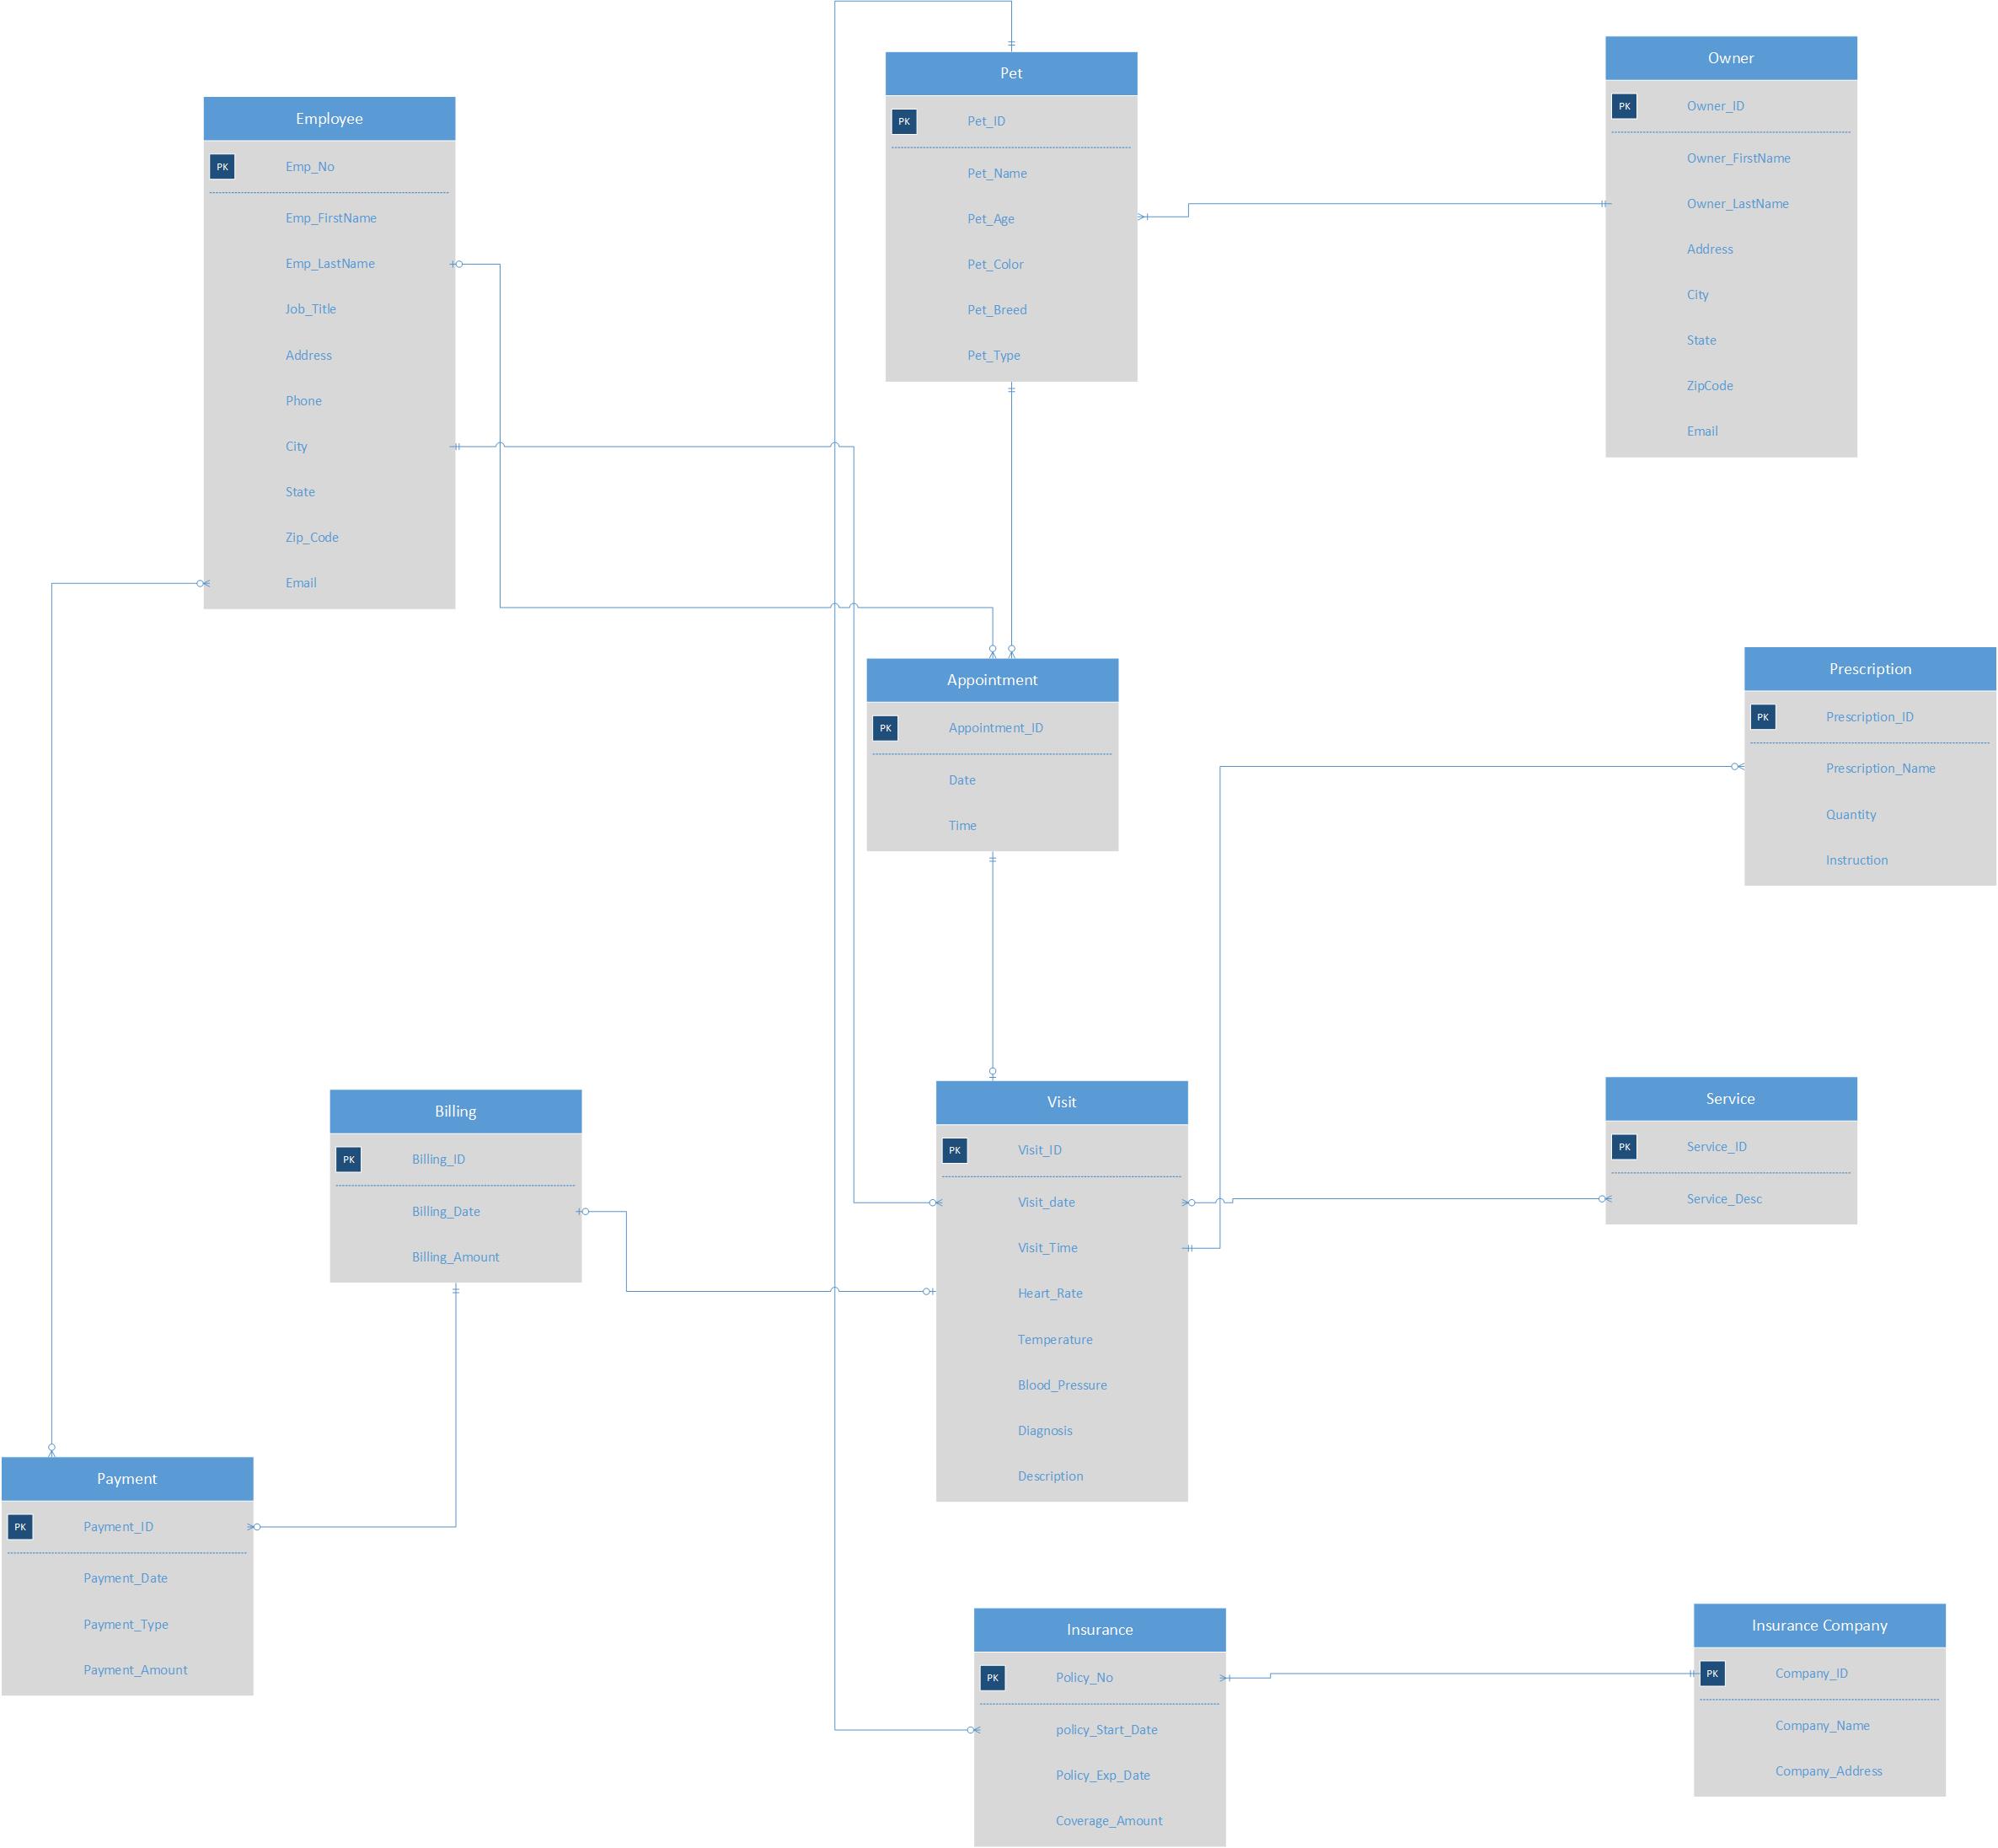 Pet
PK Pet_ID
Pet_Name
Pet_Age
Pet_Color
Pet_Breed
Pet_Type
Owner
PK Owner_ID
Owner_FirstName
Owner_LastName
Address
City
State
ZipCode
Email
Employee
PK Emp_No
Emp_FirstName
Emp_LastName
Job_Title
Address
Phone
City
State
Zip_Code
Email
Appointment
PK Appointment_ID
Date
Time
Prescription
PK Prescription_ID
Prescription_Name
Quantity
Instruction
Billing
PK Billing_ID
Billing_Date
Billing_Amount
Visit
PK Visit_ID
Visit_date
Visit_Time
Heart_Rate
Temperature
Blood_Pressure
Diagnosis
Description
Service
PK Service_ID
Service_Desc
Payment
PK Payment_ID
Payment_Date
Payment_Type
Payment_Amount
Insurance
PK Policy_No
policy_Start_Date
Policy_Exp_Date
Coverage_Amount
Insurance Company
PK Company_ID
Company_Name
Company_Address